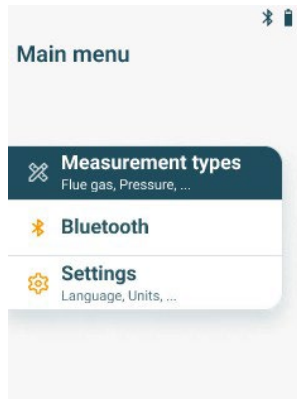 Main menu
Measurement types
Flue gas, Pressure, ...
Bluetooth
Settings
Language, Units, ...